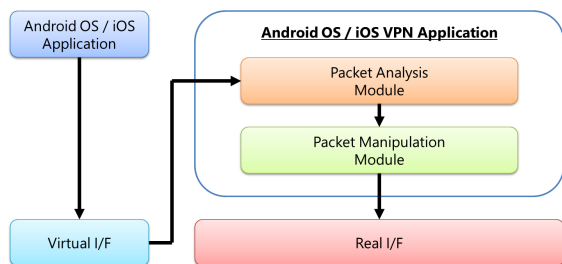 Android OS / iOS
Application
Android OS / iOS VPN Application
Packet Analysis
Module
Packet Manipulation
Module
Virtual I/F
Real I/F